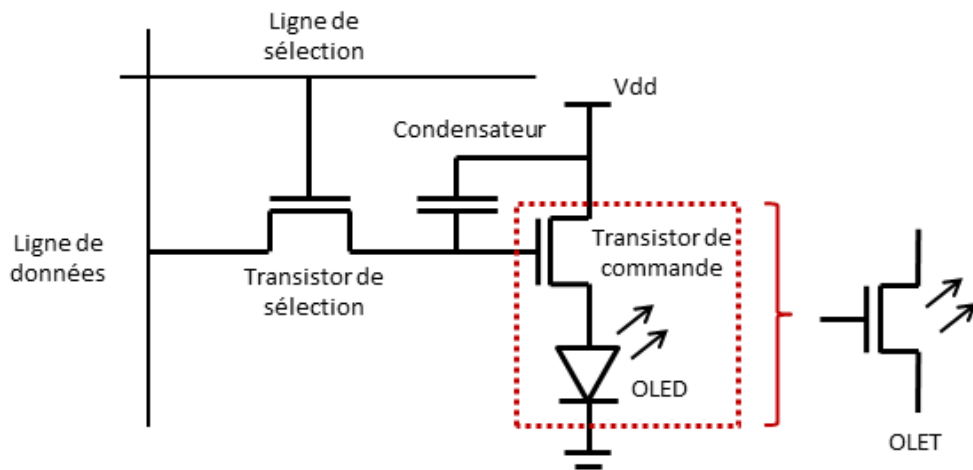 Ligne de
sélection
Vdd
Condensateur
Ligne de
données
Transistor de
sélection
Transistor de
commande
OLED
OLET